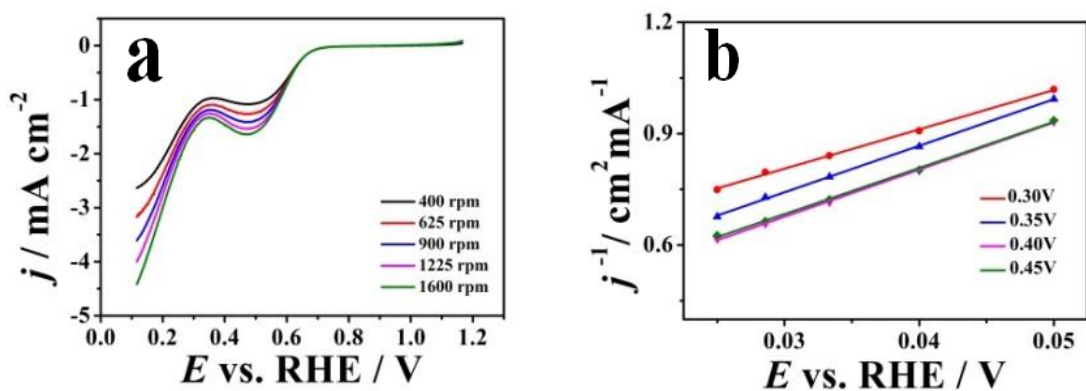 a
j / mA cm-2
0
-1
-2
-3
-4
-5
0.0 0.2 0.4 0.6 0.8 1.0 1.2
E vs. RHE / V
400 rpm
625 rpm
900 rpm
1225 rpm
1600 rpm
b
j-1 / cm2 mA-1
1.2
0.9
0.6
0.03 0.04 0.05
E vs. RHE / V
0.30V
0.35V
0.40V
0.45V